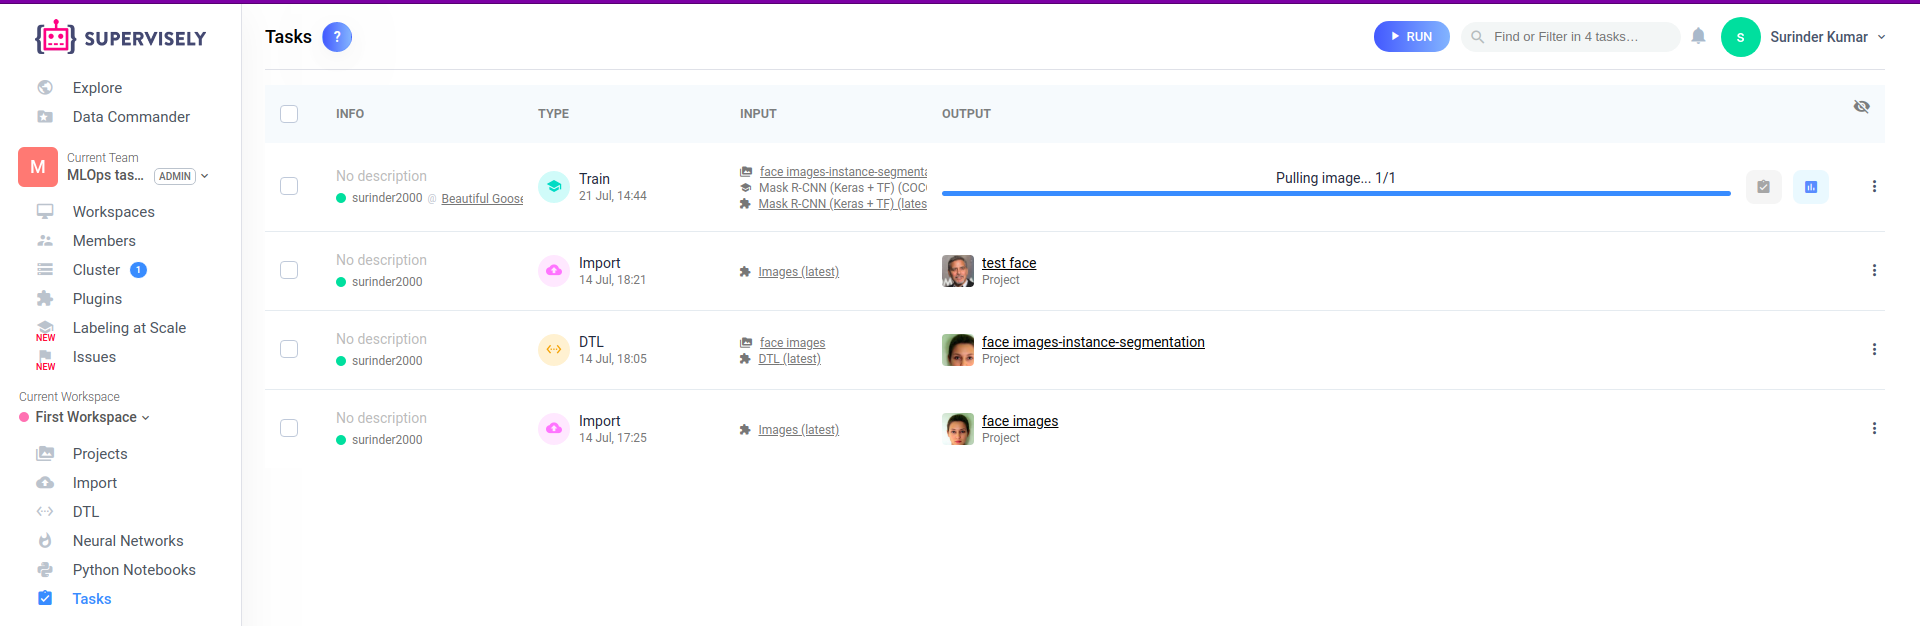 SUPERVISELY
Tasks
?
RUN
Find or Filter in 4 tasks...
S
Surinder Kumar
Explore
Data Commander
M
Current Team
MLOps tas...
ADMIN
Workspaces
Members
Cluster 1
Plugins
Labeling at Scale
NEW
Issues
NEW
Current Workspace
First Workspace
Projects
Import
DTL
Neural Networks
Python Notebooks
Tasks
INFO TYPE INPUT OUTPUT
No description
surinder2000 @ Beautiful Goose
Train
21 Jul, 14:44
face images-instance-segmenta
Mask R-CNN (Keras + TF) (COC
Mask R-CNN (Keras + TF) (lates
Pulling image... 1/1
No description
surinder2000
Import
14 Jul, 18:21
Images (latest)
test face
Project
No description
surinder2000
DTL
14 Jul, 18:05
face images
DTL (latest)
face images-instance-segmentation
Project
No description
surinder2000
Import
14 Jul, 17:25
Images (latest)
face images
Project